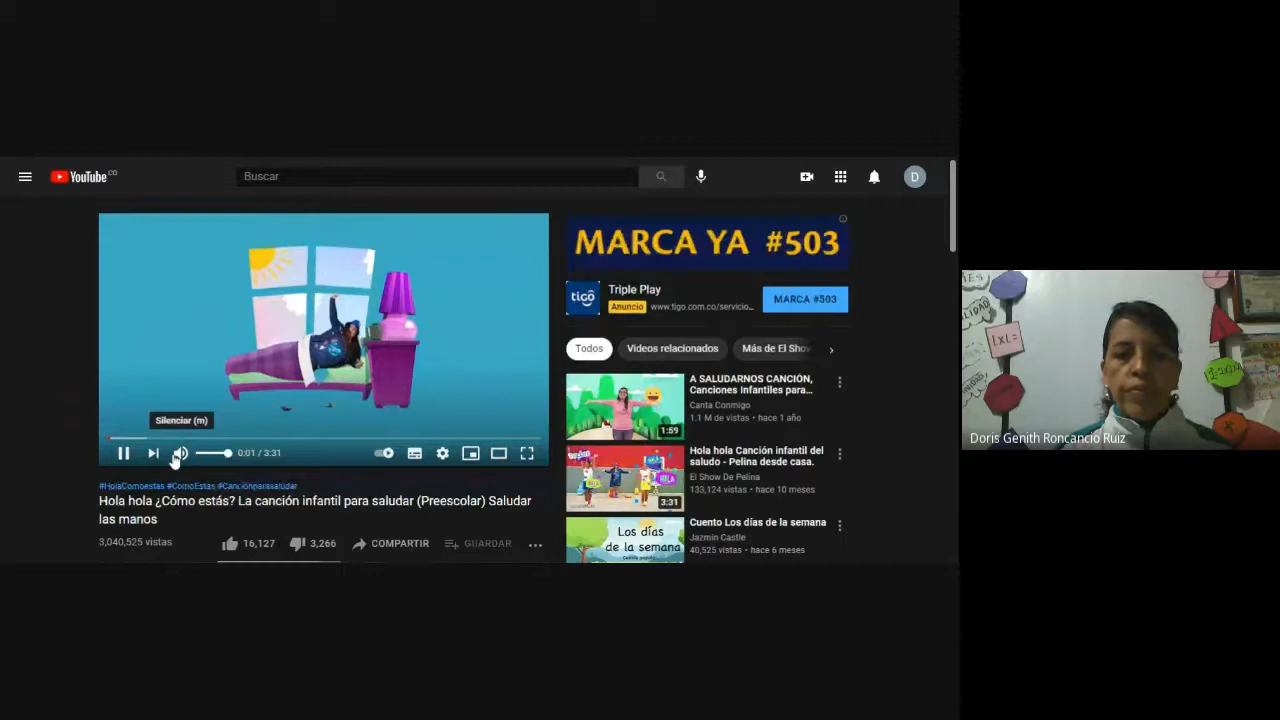 YouTube CO
Buscar
D
MARCA YA #503
tigo
Triple Play
Anuncio www.tigo.com.co/servicio...
MARCA #503
Todos
Videos relacionados
Más de El Show
Silenciar (m)
0:01 / 3:31
#HolaComoestas #ComoEstas #Cancionparasaludar
Hola hola ¿Cómo estás? La canción infantil para saludar (Preescolar) Saludar
las manos
3,040,525 vistas
16,127
3,266
COMPARTIR
GUARDAR
A SALUDARNOS CANCIÓN,
Canciones Infantiles para...
Canta Conmigo
1.1 M de vistas • hace 1 año
1:59
Hola hola Canción infantil del
saludo - Pelina desde casa.
El Show De Pelina
133,124 vistas • hace 10 meses
3:31
HOLA
Los días
de la semana
Cuento Los días de la semana
Jazmin Castle
40,525 vistas • hace 6 meses
LxL=
Doris Genith Roncancio Ruiz